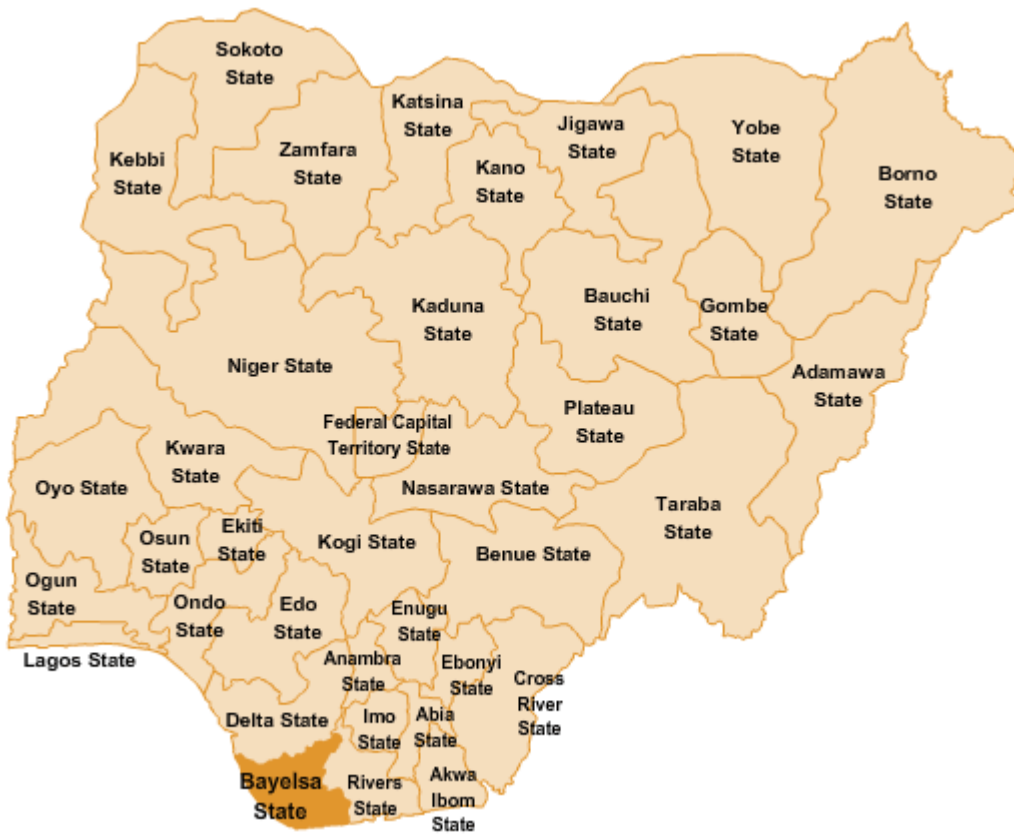 Sokoto
State
Katsina
State
Jigawa
State
Yobe
State
Kebbi
State
Zamfara
State
Kano
State
Borno
State
Kaduna
State
Bauchi
State
Gombe
State
Niger State
Adamawa
State
Federal Capital
Territory State
Plateau
State
Kwara
State
Oyo State
Nasarawa State
Taraba
State
Osun
State
Ekiti
State
Kogi State
Benue State
Ogun
State
Ondo
State
Edo
State
Enugu
State
Lagos State
Anambra
State
Ebonyi
State
Cross
River
State
Delta State
Imo
State
Abia
State
Bayelsa
State
Rivers
State
Akwa
Ibom
State